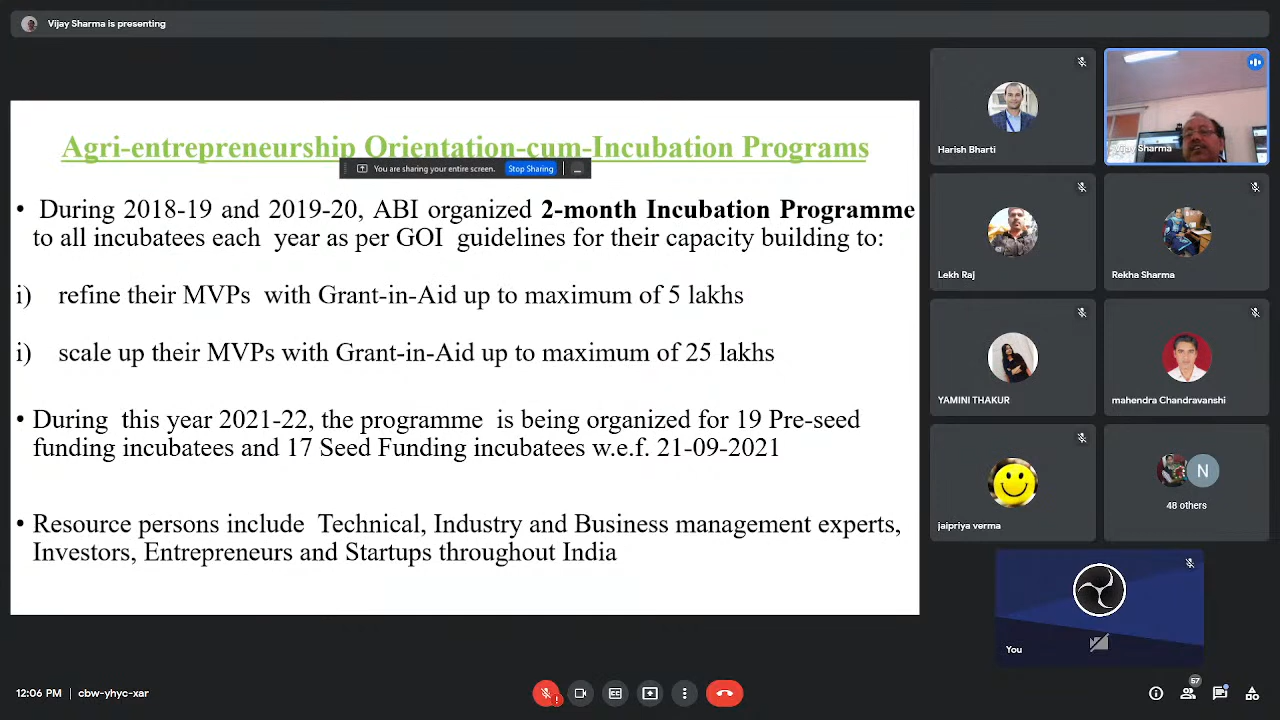 Vijay Sharma is presenting
Agri-entrepreneurship Orientation-cum-Incubation Programs
You are sharing your entire screen.
Stop Sharing
• During 2018-19 and 2019-20, ABI organized 2-month Incubation Programme
to all incubatees each year as per GOI guidelines for their capacity building to:
i) refine their MVPs with Grant-in-Aid up to maximum of 5 lakhs
i) scale up their MVPs with Grant-in-Aid up to maximum of 25 lakhs
• During this year 2021-22, the programme is being organized for 19 Pre-seed
funding incubatees and 17 Seed Funding incubatees w.e.f. 21-09-2021
• Resource persons include Technical, Industry and Business management experts,
Investors, Entrepreneurs and Startups throughout India
Harish Bharti
Vijay Sharma
Lekh Raj
Rekha Sharma
YAMINI THAKUR
mahendra Chandravanshi
jaipriya verma
N
48 others
You
12:06 PM | cbw-yhyc-xar
57